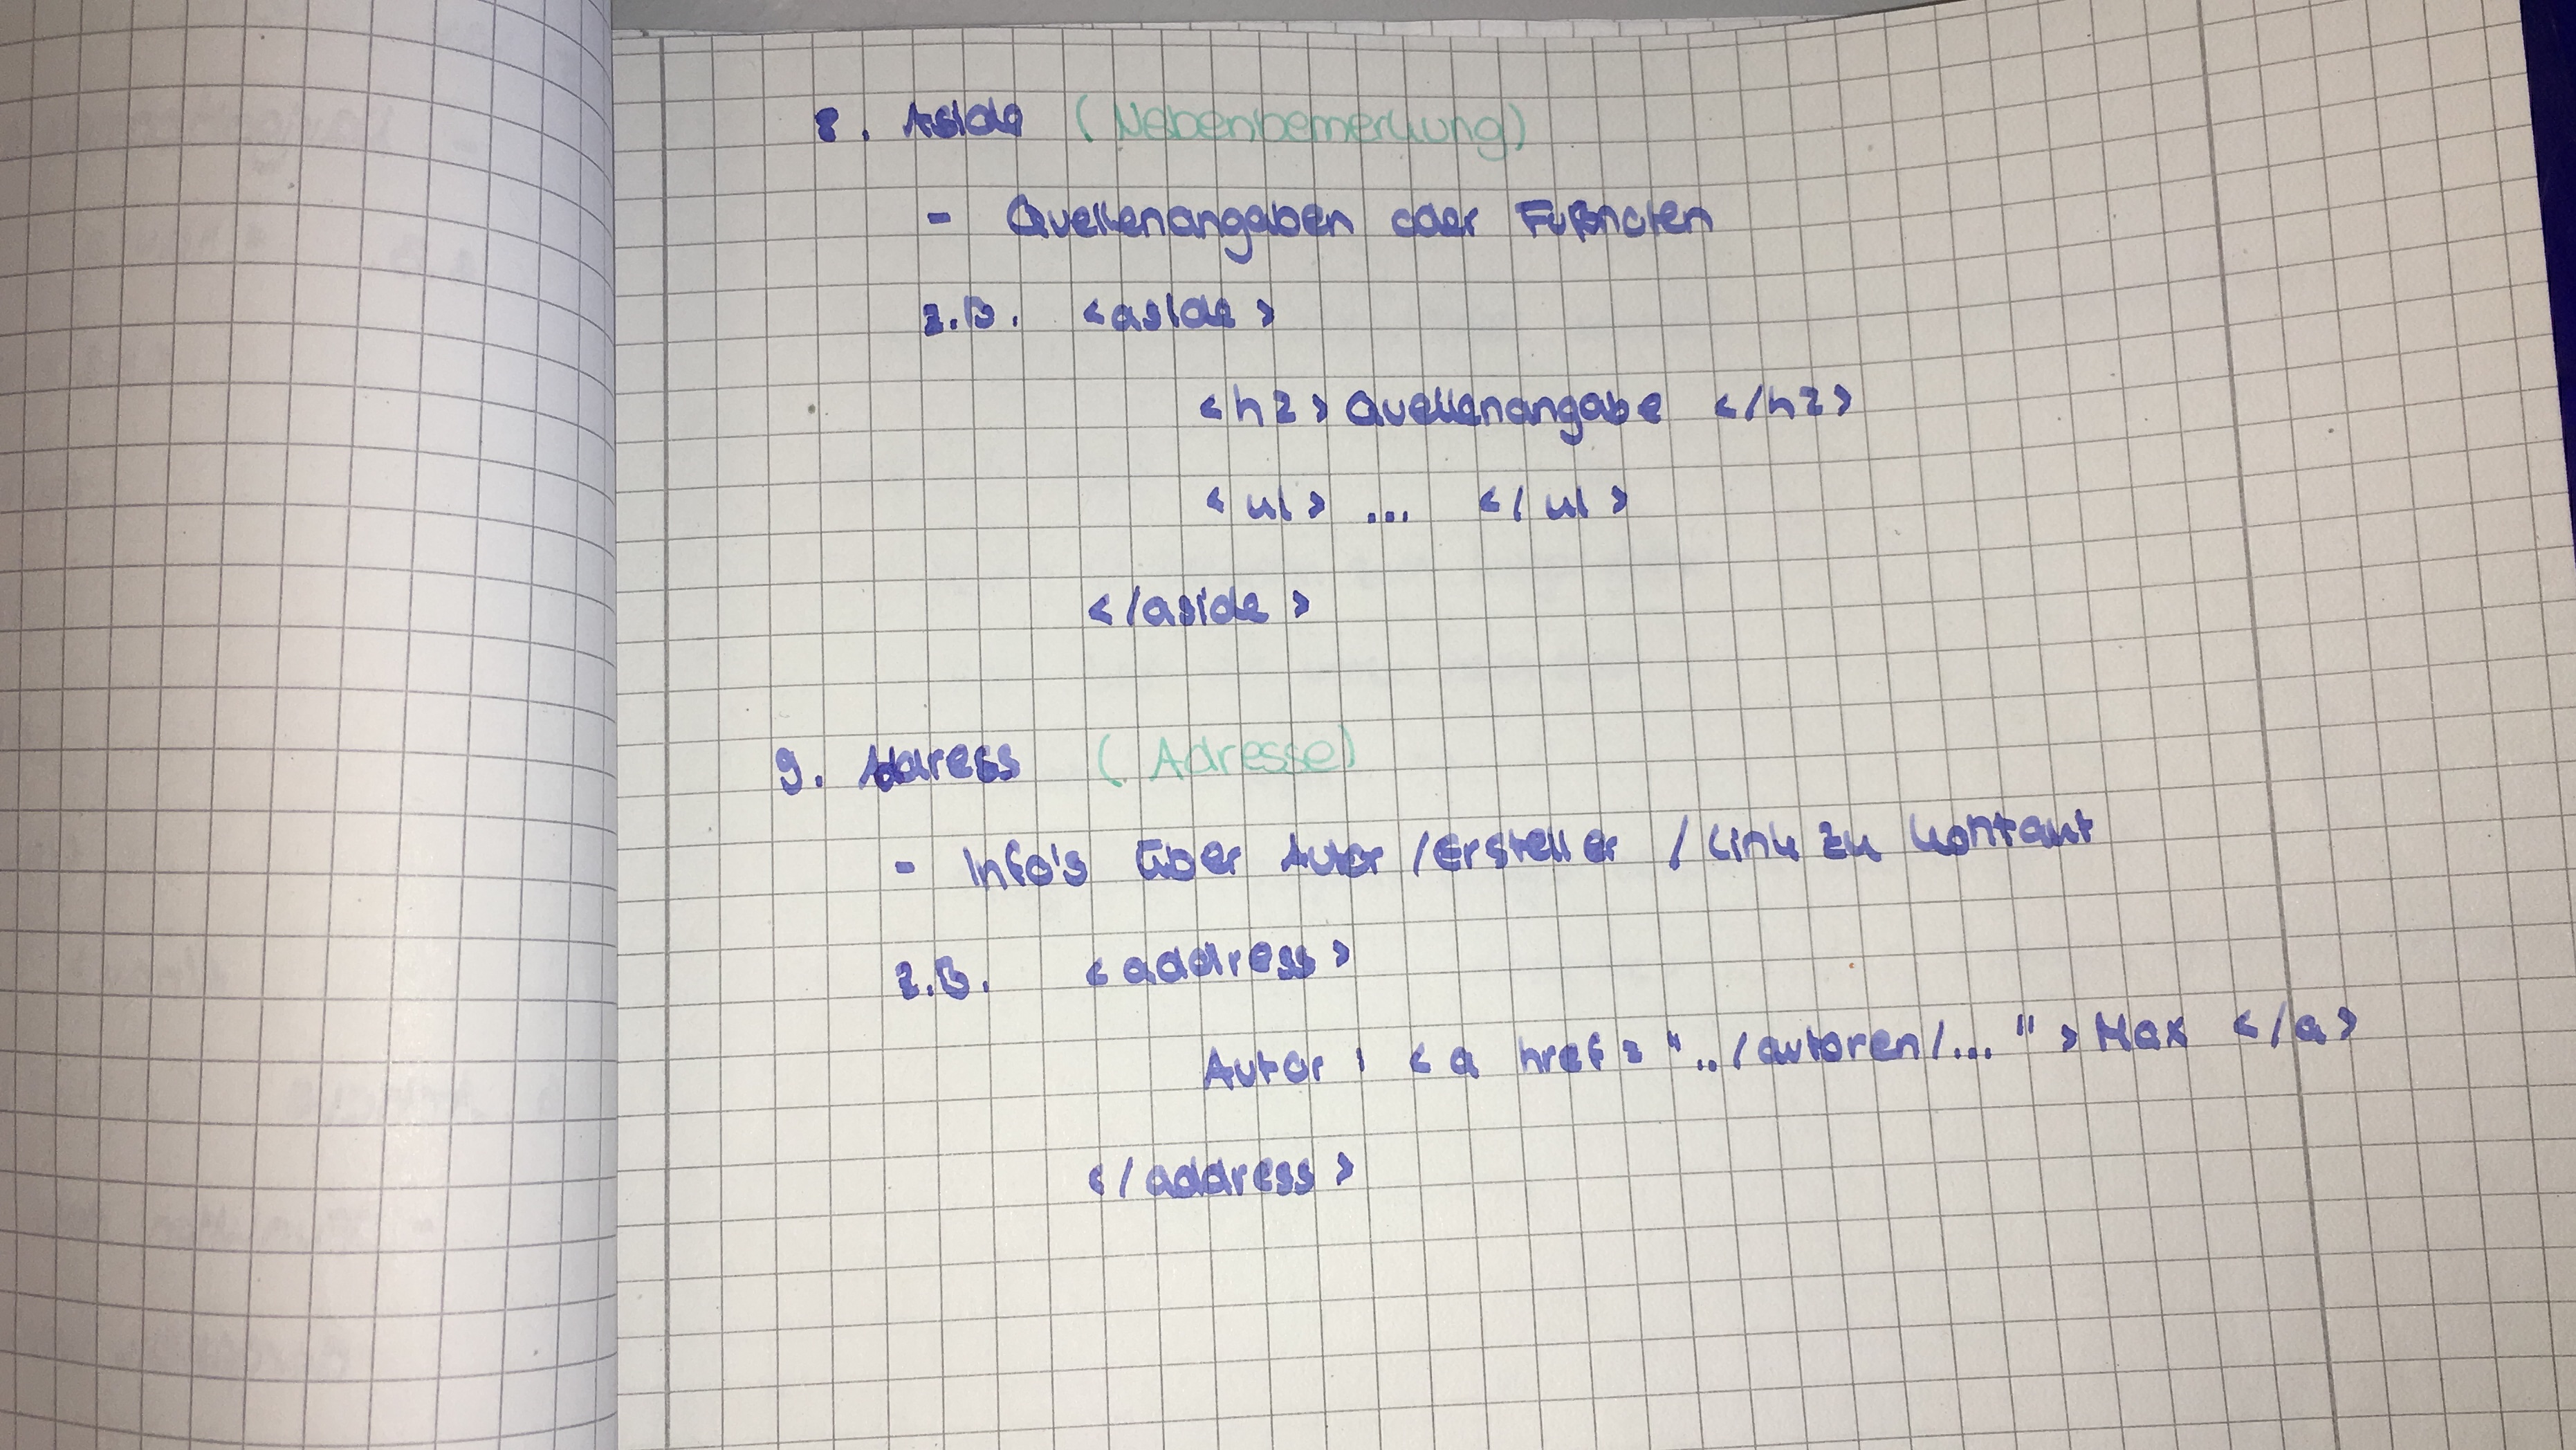 8. Aside (Nebenbemerkung)
- Quellenangaben oder Fußnoten
z.B. <aside>
<h2> Quellenangabe </h2>
<ul> ... </ul>
</aside>
9. Address (Adresse)
- Info's über Autor / Ersteller / Link zu Kontakt
z.B. <address>
Autor : <a href = "../autoren/..." > Max </a>
</address>